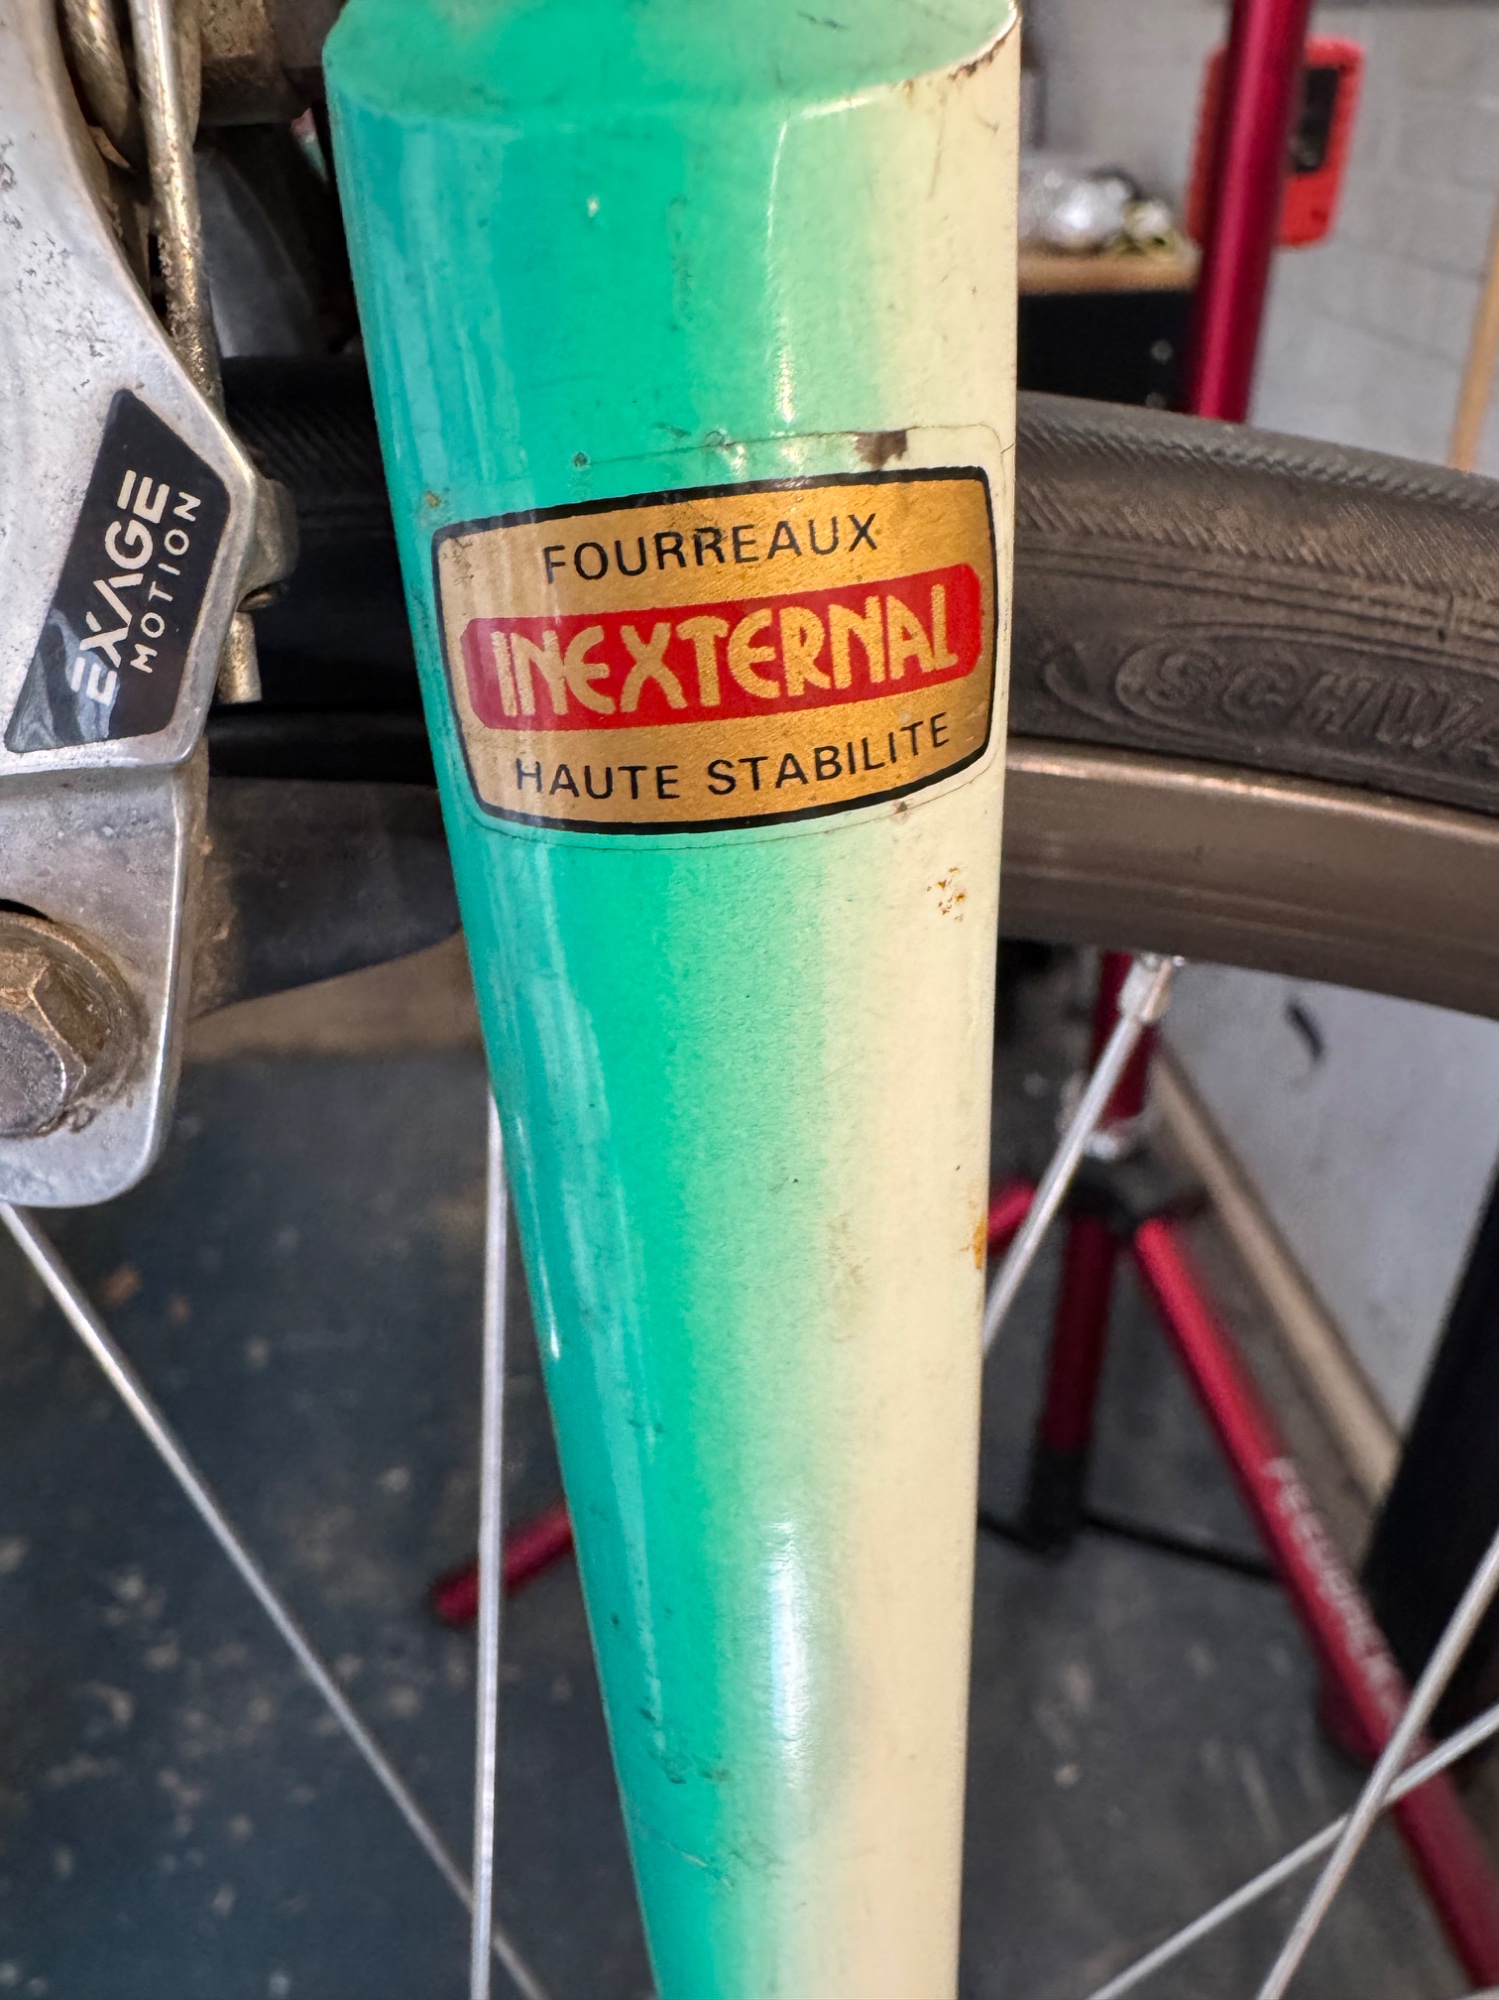 EXAGE
MOTION
FOURREAUX
INEXTERNAL
HAUTE STABILITE